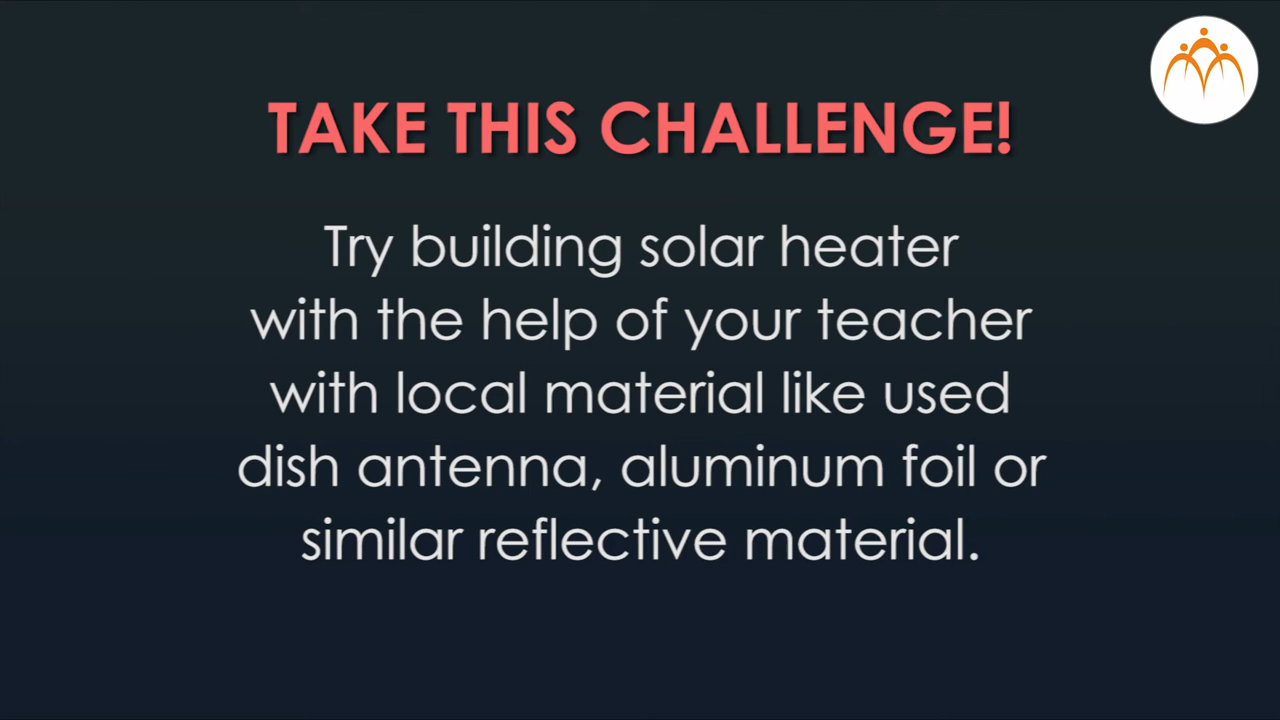 TAKE THIS CHALLENGE!
Try building solar heater
with the help of your teacher
with local material like used
dish antenna, aluminum foil or
similar reflective material.